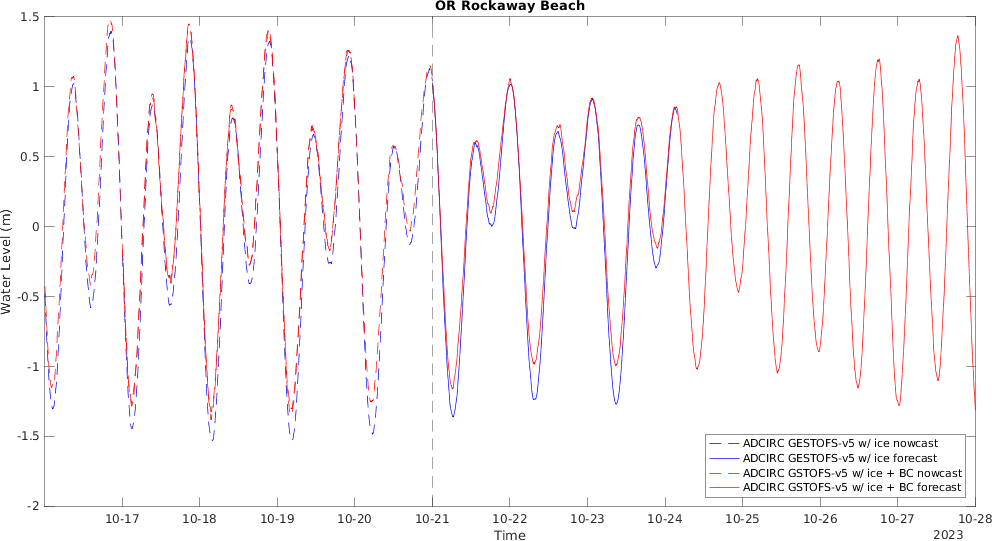 OR Rockaway Beach
1.5
1
0.5
0
-0.5
-1
-1.5
-2
Water Level (m)
10-17 10-18 10-19 10-20 10-21 10-22 10-23 10-24 10-25 10-26 10-27 10-28
Time
2023
ADCIRC GESTOFS-v5 w/ ice nowcast
ADCIRC GESTOFS-v5 w/ ice forecast
ADCIRC GSTOFS-v5 w/ ice + BC nowcast
ADCIRC GSTOFS-v5 w/ ice + BC forecast